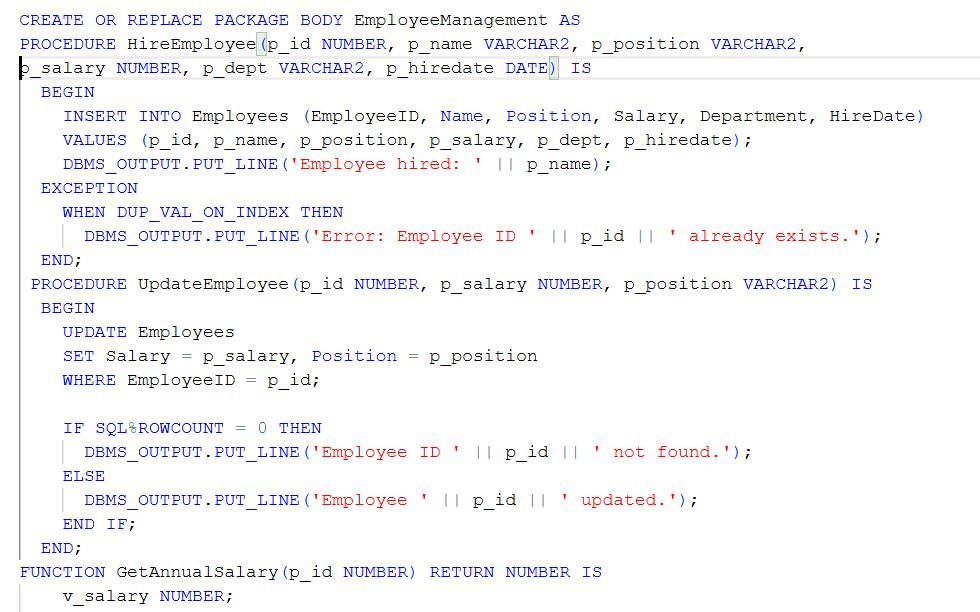 CREATE OR REPLACE PACKAGE BODY EmployeeManagement AS
PROCEDURE HireEmployee(p_id NUMBER, p_name VARCHAR2, p_position VARCHAR2,
p_salary NUMBER, p_dept VARCHAR2, p_hiredate DATE) IS
  BEGIN
    INSERT INTO Employees (EmployeeID, Name, Position, Salary, Department, HireDate)
    VALUES (p_id, p_name, p_position, p_salary, p_dept, p_hiredate);
    DBMS_OUTPUT.PUT_LINE('Employee hired: ' || p_name);
  EXCEPTION
    WHEN DUP_VAL_ON_INDEX THEN
      DBMS_OUTPUT.PUT_LINE('Error: Employee ID ' || p_id || ' already exists.');
  END;
 PROCEDURE UpdateEmployee(p_id NUMBER, p_salary NUMBER, p_position VARCHAR2) IS
  BEGIN
    UPDATE Employees
    SET Salary = p_salary, Position = p_position
    WHERE EmployeeID = p_id;

    IF SQL%ROWCOUNT = 0 THEN
      DBMS_OUTPUT.PUT_LINE('Employee ID ' || p_id || ' not found.');
    ELSE
      DBMS_OUTPUT.PUT_LINE('Employee ' || p_id || ' updated.');
    END IF;
  END;
FUNCTION GetAnnualSalary(p_id NUMBER) RETURN NUMBER IS
    v_salary NUMBER;